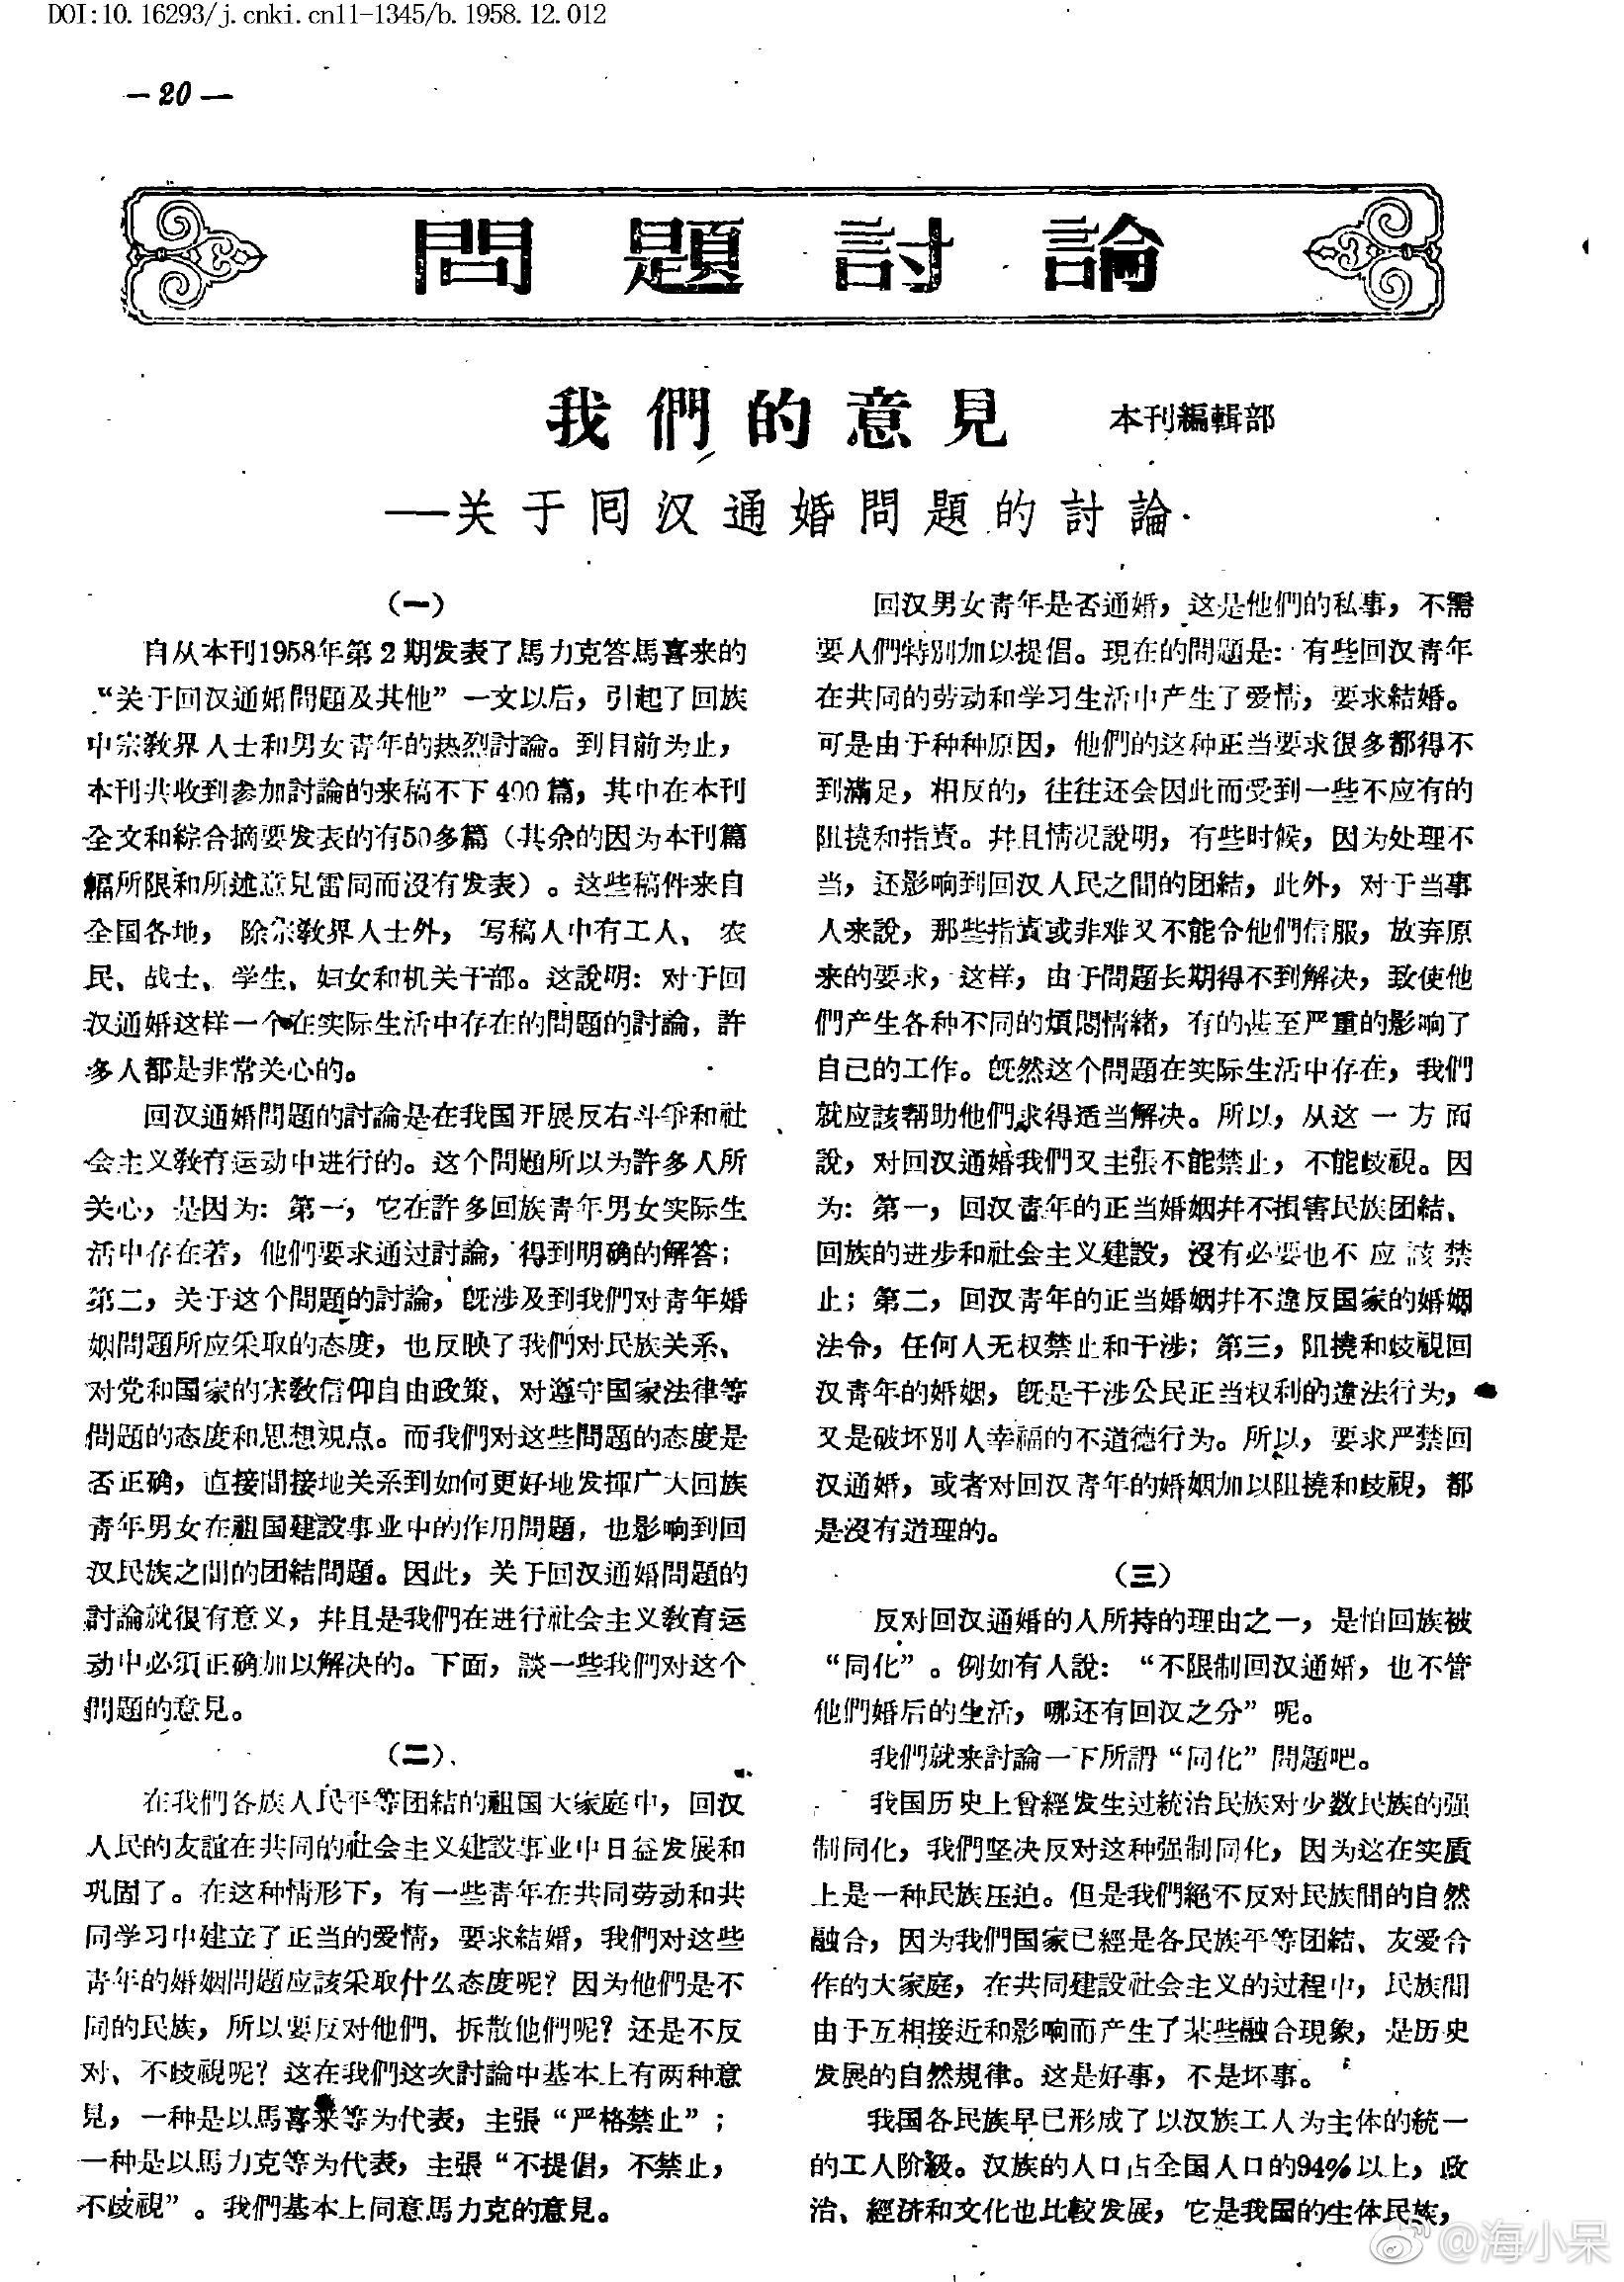 DOI:10.16293/j.cnki.cn11-1345/b.1958.12.012
— 20 —
問題討論
我們的意見 本刊編輯部
——关于囘汉通婚問題的討論
（一）
自从本刊1958年第2期发表了馬力克答馬喜来的
“关于回汉通婚問題及其他”一文以后，引起了回族
中宗教界人士和男女青年的热烈討論。到目前为止，
本刊共收到参加討論的来稿不下400篇，其中在本刊
全文和綜合摘要发表的有50多篇（其余的因为本刊篇
幅所限和所述意見雷同而沒有发表）。这些稿件来自
全国各地，除宗教界人士外，写稿人中有工人、农
民、战士、学生、妇女和机关干部。这說明：对于回
汉通婚这样一个在实际生活中存在的問題的討論，許
多人都是非常关心的。
回汉通婚問題的討論是在我国开展反右斗爭和社
会主义教育运动中进行的。这个問題所以为許多人所
关心，是因为：第一，它在許多回族青年男女实际生
活中存在着，他們要求通过討論，得到明确的解答；
第二，关于这个問題的討論，旣涉及到我們对青年婚
姻問題所应采取的态度，也反映了我們对民族关系、
对党和国家的宗教信仰自由政策、对遵守国家法律等
問題的态度和思想观点。而我們对这些問題的态度是
否正确，直接間接地关系到如何更好地发揮广大回族
青年男女在祖国建設事业中的作用問題，也影响到回
汉民族之間的团結問題。因此，关于回汉通婚問題的
討論就很有意义，幷且是我們在进行社会主义教育运
动中必須正确加以解决的。下面，談一些我們对这个
問題的意見。
（二）
在我們各族人民平等团結的祖国大家庭中，回汉
人民的友誼在共同的社会主义建設事业中日益发展和
巩固了。在这种情形下，有一些青年在共同劳动和共
同学习中建立了正当的爱情，要求結婚，我們对这些
青年的婚姻問題应該采取什么态度呢？因为他們是不
同的民族，所以要反对他們、拆散他們呢？还是不反
对、不歧視呢？这在我們这次討論中基本上有两种意
見，一种是以馬喜来等为代表，主張“严格禁止”；
一种是以馬力克等为代表，主張“不提倡，不禁止，
不歧視”。我們基本上同意馬力克的意見。
回汉男女青年是否通婚，这是他們的私事，不需
要人們特別加以提倡。現在的問題是：有些回汉青年
在共同的劳动和学习生活中产生了爱情，要求結婚。
可是由于种种原因，他們的这种正当要求很多都得不
到滿足，相反的，往往还会因此而受到一些不应有的
阻撓和指責。幷且情况說明，有些时候，因为处理不
当，还影响到回汉人民之間的团結，此外，对于当事
人来說，那些指責或非难又不能令他們信服，放弃原
来的要求，这样，由于問題长期得不到解决，致使他
們产生各种不同的煩悶情緒，有的甚至严重的影响了
自己的工作。旣然这个問題在实际生活中存在，我們
就应該帮助他們求得适当解决。所以，从这一方面
說，对回汉通婚我們又主張不能禁止，不能歧視。因
为：第一，回汉青年的正当婚姻幷不損害民族团結、
回族的进步和社会主义建設，沒有必要也不应該禁
止；第二，回汉青年的正当婚姻幷不違反国家的婚姻
法令，任何人无权禁止和干涉；第三，阻撓和歧視回
汉青年的婚姻，旣是干涉公民正当权利的違法行为，
又是破坏別人幸福的不道德行为。所以，要求严禁回
汉通婚，或者对回汉青年的婚姻加以阻撓和歧視，都
是沒有道理的。
（三）
反对回汉通婚的人所持的理由之一，是怕回族被
“同化”。例如有人說：“不限制回汉通婚，也不管
他們婚后的生活，哪还有回汉之分”呢。
我們就来討論一下所謂“同化”問題吧。
我国历史上曾經发生过統治民族对少数民族的强
制同化，我們坚决反对这种强制同化，因为这在实质
上是一种民族压迫。但是我們絕不反对民族間的自然
融合，因为我們国家已經是各民族平等团結、友爱合
作的大家庭，在共同建設社会主义的过程中，民族間
由于互相接近和影响而产生了某些融合現象，是历史
发展的自然規律。这是好事，不是坏事。
我国各民族早已形成了以汉族工人为主体的統一
的工人阶級。汉族的人口占全国人口的94%以上，政
治、經济和文化也比較发展，它是我国的主体民族，
@海小呆